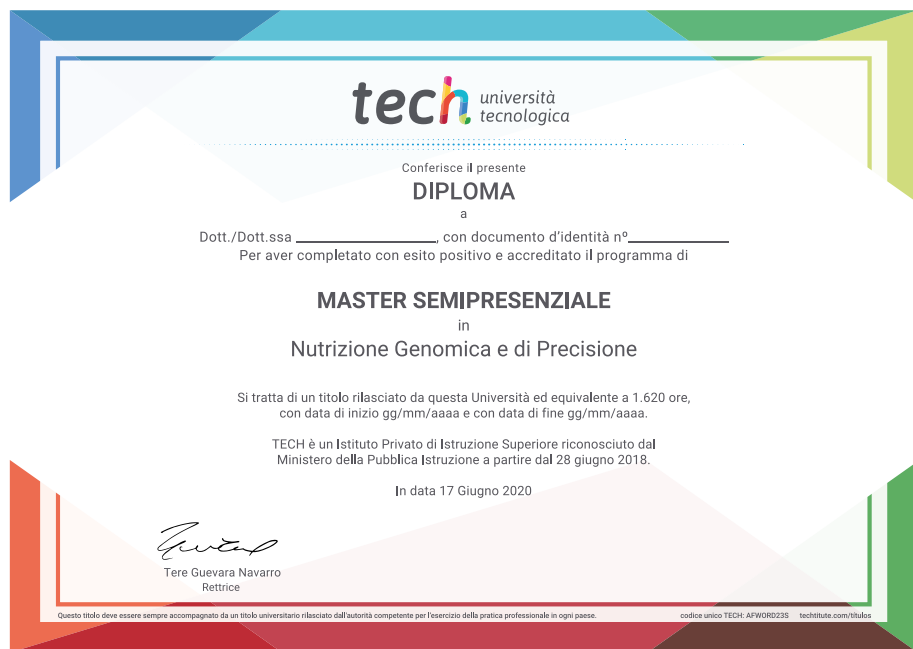 tech università
tecnologica
Conferisce il presente
DIPLOMA
a
Dott./Dott.ssa _______________, con documento d'identità nº___________
Per aver completato con esito positivo e accreditato il programma di
MASTER SEMIPRESENZIALE
in
Nutrizione Genomica e di Precisione
Si tratta di un titolo rilasciato da questa Università ed equivalente a 1.620 ore,
con data di inizio gg/mm/aaaa e con data di fine gg/mm/aaaa.
TECH è un Istituto Privato di Istruzione Superiore riconosciuto dal
Ministero della Pubblica Istruzione a partire dal 28 giugno 2018.
In data 17 Giugno 2020
Tere Guevara Navarro
Rettrice
Questo titolo deve essere sempre accompagnato da un titolo universitario rilasciato dall'autorità competente per l'esercizio della pratica professionale in ogni paese. codice unico TECH: AFWORD23S techtitute.com/titulos